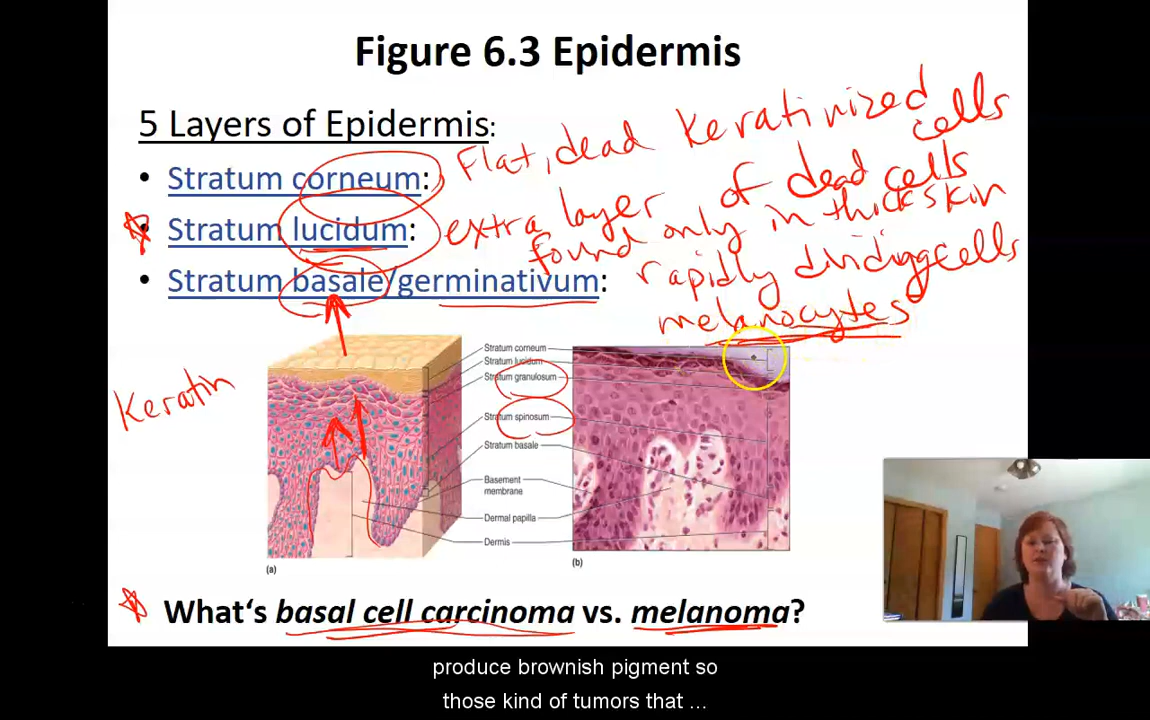 Figure 6.3 Epidermis
5 Layers of Epidermis:
• Stratum corneum: Flat, dead Keratinized cells
• Stratum lucidum: extra layer of dead cells
found only in thick skin
• Stratum basale/germinativum: rapidly dividing cells
melanocytes
Keratin
Stratum corneum
Stratum lucidum
Stratum granulosum
Stratum spinosum
Stratum basale
Basement
membrane
Dermal papilla
Dermis
(a)
(b)
What's basal cell carcinoma vs. melanoma?
produce brownish pigment so
those kind of tumors that ...